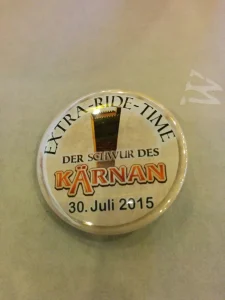 EXTRA-RIDE-TIME
DER SCHWUR DES
KÄRNAN
30. Juli 2015